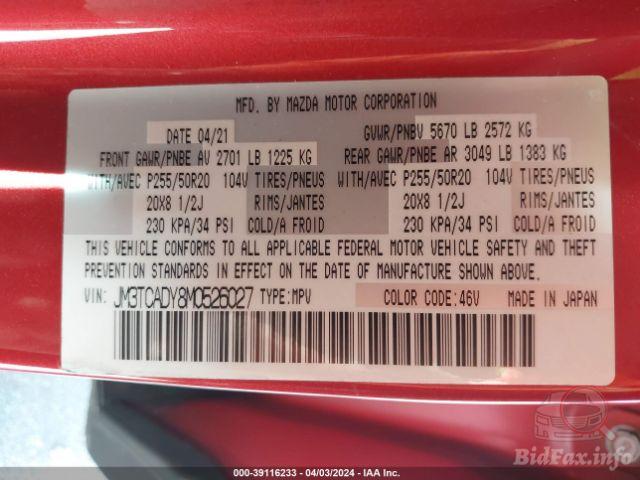 MFD. BY MAZDA MOTOR CORPORATION
DATE 04/21 GVWR/PNBV 5670 LB 2572 KG
FRONT GAWR/PNBE AV 2701 LB 1225 KG REAR GAWR/PNBE AR 3049 LB 1383 KG
WITH/AVEC P255/50R20 104V TIRES/PNEUS WITH/AVEC P255/50R20 104V TIRES/PNEUS
20X8 1/2J RIMS/JANTES 20X8 1/2J RIMS/JANTES
230 KPA/34 PSI COLD/A FROID 230 KPA/34 PSI COLD/A FROID
THIS VEHICLE CONFORMS TO ALL APPLICABLE FEDERAL MOTOR VEHICLE SAFETY AND THEFT
PREVENTION STANDARDS IN EFFECT ON THE DATE OF MANUFACTURE SHOWN ABOVE.
VIN: JM3TCADY8M0526027 TYPE:MPV COLOR CODE:46V MADE IN JAPAN
BidFax.info
000-39116233 - 04/03/2024 - IAA Inc.